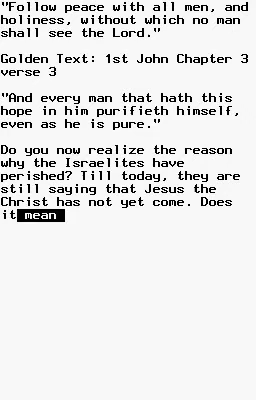 "Follow peace with all men, and
holiness, without which no man
shall see the Lord."
Golden Text: 1st John Chapter 3
verse 3
"And every man that hath this
hope in him purifieth himself,
even as he is pure."
Do you now realize the reason
why the Israelites have
perished? Till today, they are
still saying that Jesus the
Christ has not yet come. Does
it mean